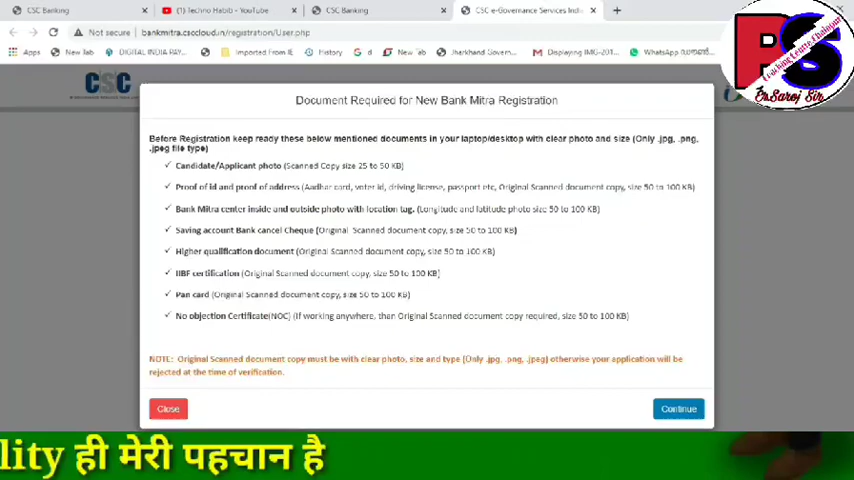 CSC Banking
(1) Techno Habib - YouTube
CSC Banking
CSC e-Governance Services Indi
Not secure
bankmitra.csccloud.in/registration/User.php
Apps
New Tab
DIGITAL INDIA PAY
Imported From IE
History
G d
New Tab
Jharkhand Govern
Displaying IMG-201
WhatsApp
CSC
PS
Er.Saroj Sir
Document Required for New Bank Mitra Registration
Before Registration keep ready these below mentioned documents in your laptop/desktop with clear photo and size (Only .jpg, .png,
.jpeg file type)
✓ Candidate/Applicant photo (Scanned Copy size 25 to 50 KB)
✓ Proof of id and proof of address (Aadhar card, voter id, driving license, passport etc, Original Scanned document copy, size 50 to 100 KB)
✓ Bank Mitra center inside and outside photo with location tag. (Longitude and latitude photo size 50 to 100 KB)
✓ Saving account Bank cancel Cheque (Original Scanned document copy, size 50 to 100 KB)
✓ Higher qualification document (Original Scanned document copy, size 50 to 100 KB)
✓ IIBF certification (Original Scanned document copy, size 50 to 100 KB)
✓ Pan card (Original Scanned document copy, size 50 to 100 KB)
✓ No objection Certificate(NOC) (If working anywhere, than Original Scanned document copy required, size 50 to 100 KB)
NOTE: Original Scanned document copy must be with clear photo, size and type (Only .jpg, .png, .jpeg) otherwise your application will be
rejected at the time of verification.
Close
Continue
lity ही मेरी पहचान है